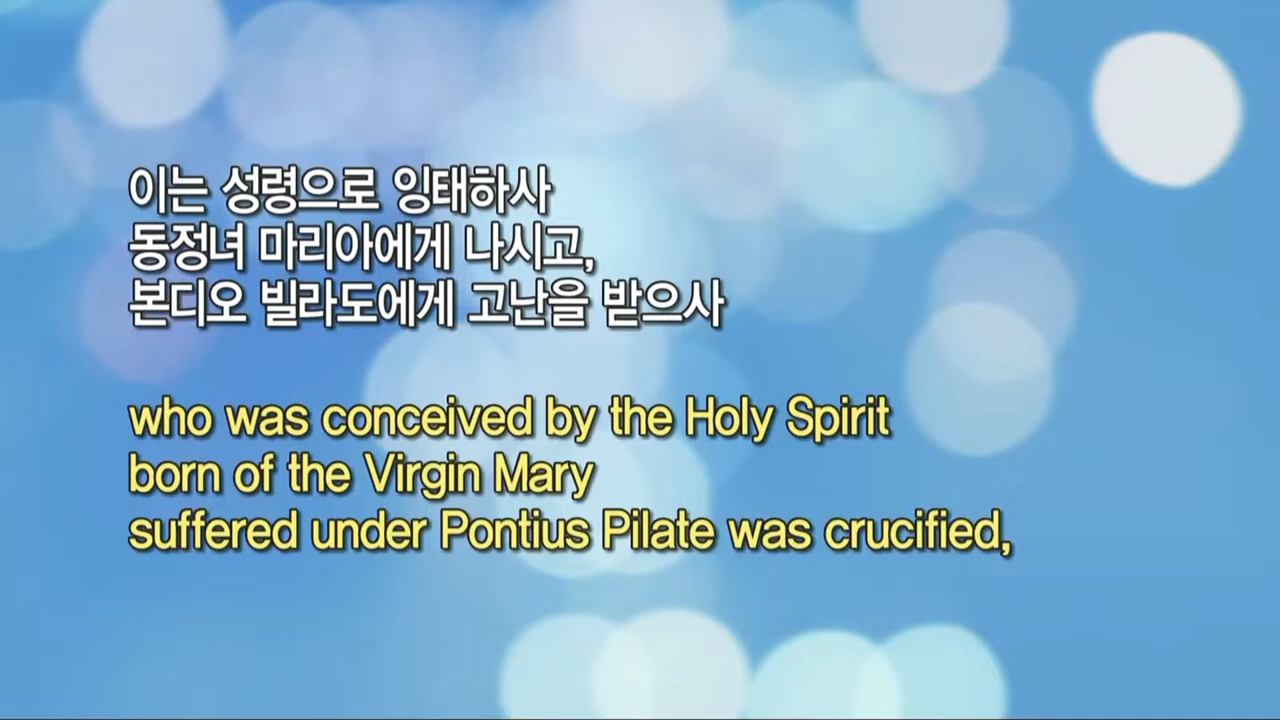 이는 성령으로 잉태하사
동정녀 마리아에게 나시고,
본디오 빌라도에게 고난을 받으사
who was conceived by the Holy Spirit
born of the Virgin Mary
suffered under Pontius Pilate was crucified,